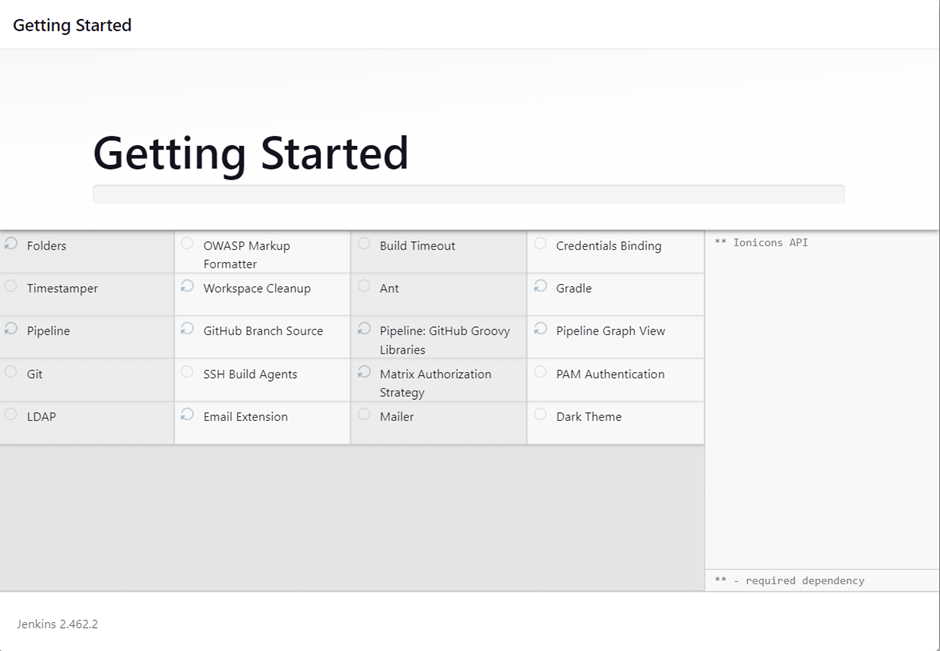 Getting Started
Getting Started
Folders
OWASP Markup
Formatter
Build Timeout
Credentials Binding
** Ionicons API
Timestamper
Workspace Cleanup
Ant
Gradle
Pipeline
GitHub Branch Source
Pipeline: GitHub Groovy
Libraries
Pipeline Graph View
Git
SSH Build Agents
Matrix Authorization
Strategy
PAM Authentication
LDAP
Email Extension
Mailer
Dark Theme
** - required dependency
Jenkins 2.462.2